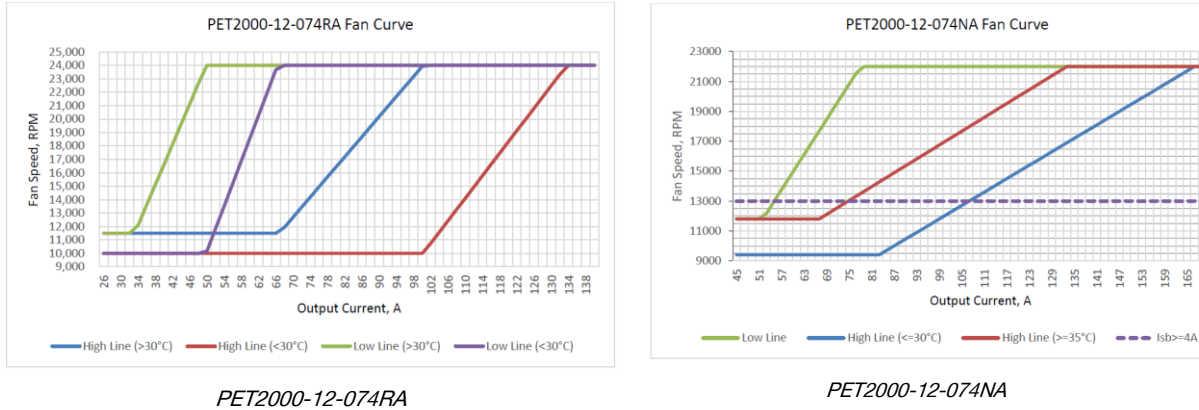 PET2000-12-074RA Fan Curve
25,000
24,000
23,000
22,000
21,000
20,000
19,000
18,000
17,000
16,000
15,000
14,000
13,000
12,000
11,000
10,000
9,000
Fan Speed, RPM
26 30 34 38 42 46 50 54 58 62 66 70 74 78 82 86 90 94 98 102 106 110 114 118 122 126 130 134 138
Output Current, A
High Line (>30°C) High Line (<30°C) Low Line (>30°C) Low Line (<30°C)
PET2000-12-074RA
PET2000-12-074NA Fan Curve
23000
21000
19000
17000
15000
13000
11000
9000
Fan Speed, RPM
45 51 57 63 69 75 81 87 93 99 105 111 117 123 129 135 141 147 153 159 165
Output Current, A
Low Line High Line (<=30°C) High Line (>=35°C) Isb>=4A
PET2000-12-074NA